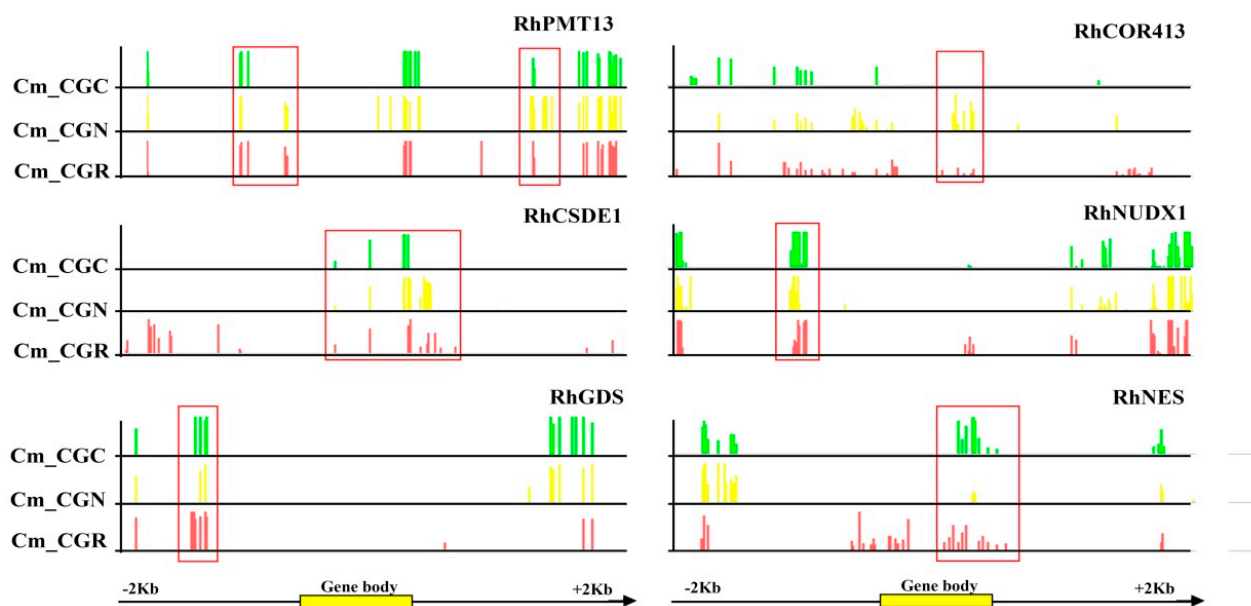 RhPMT13
Cm_CGC
Cm_CGN
Cm_CGR
RhCOR413
RhCSDE1
Cm_CGC
Cm_CGN
Cm_CGR
RhNUDX1
RhGDS
Cm_CGC
Cm_CGN
Cm_CGR
RhNES
-2Kb Gene body +2Kb
-2Kb Gene body +2Kb